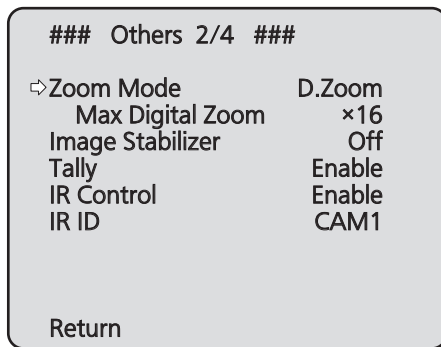 ### Others 2/4 ###
⇨Zoom Mode D.Zoom
Max Digital Zoom ×16
Image Stabilizer Off
Tally Enable
IR Control Enable
IR ID CAM1
Return